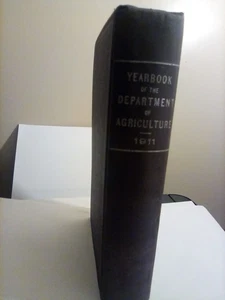 YEARBOOK
OF THE
DEPARTMENT
OF
AGRICULTURE
1911